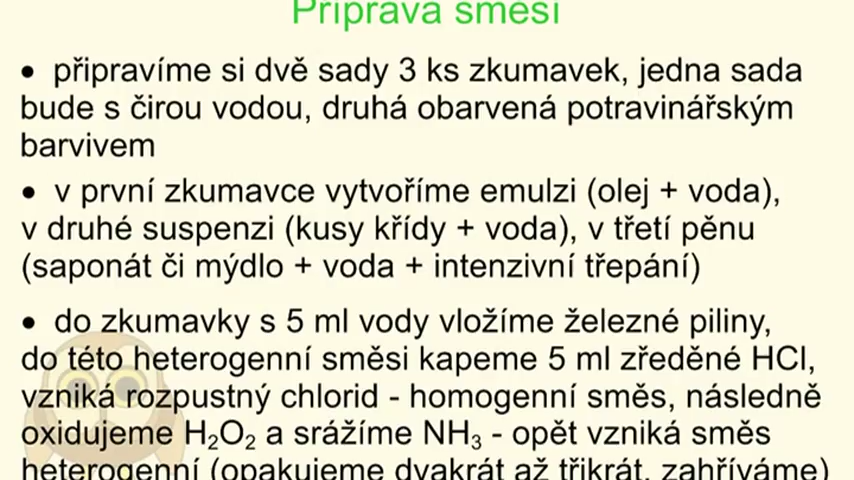 Příprava směsí
• připravíme si dvě sady 3 ks zkumavek, jedna sada
bude s čirou vodou, druhá obarvená potravinářským
barvivem
• v první zkumavce vytvoříme emulzi (olej + voda),
v druhé suspenzi (kusy křídy + voda), v třetí pěnu
(saponát či mýdlo + voda + intenzivní třepání)
• do zkumavky s 5 ml vody vložíme železné piliny,
do této heterogenní směsi kapeme 5 ml zředěné HCl,
vzniká rozpustný chlorid - homogenní směs, následně
oxidujeme H₂O₂ a srážíme NH₃ - opět vzniká směs
heterogenní (opakujeme dvakrát až třikrát, zahříváme)